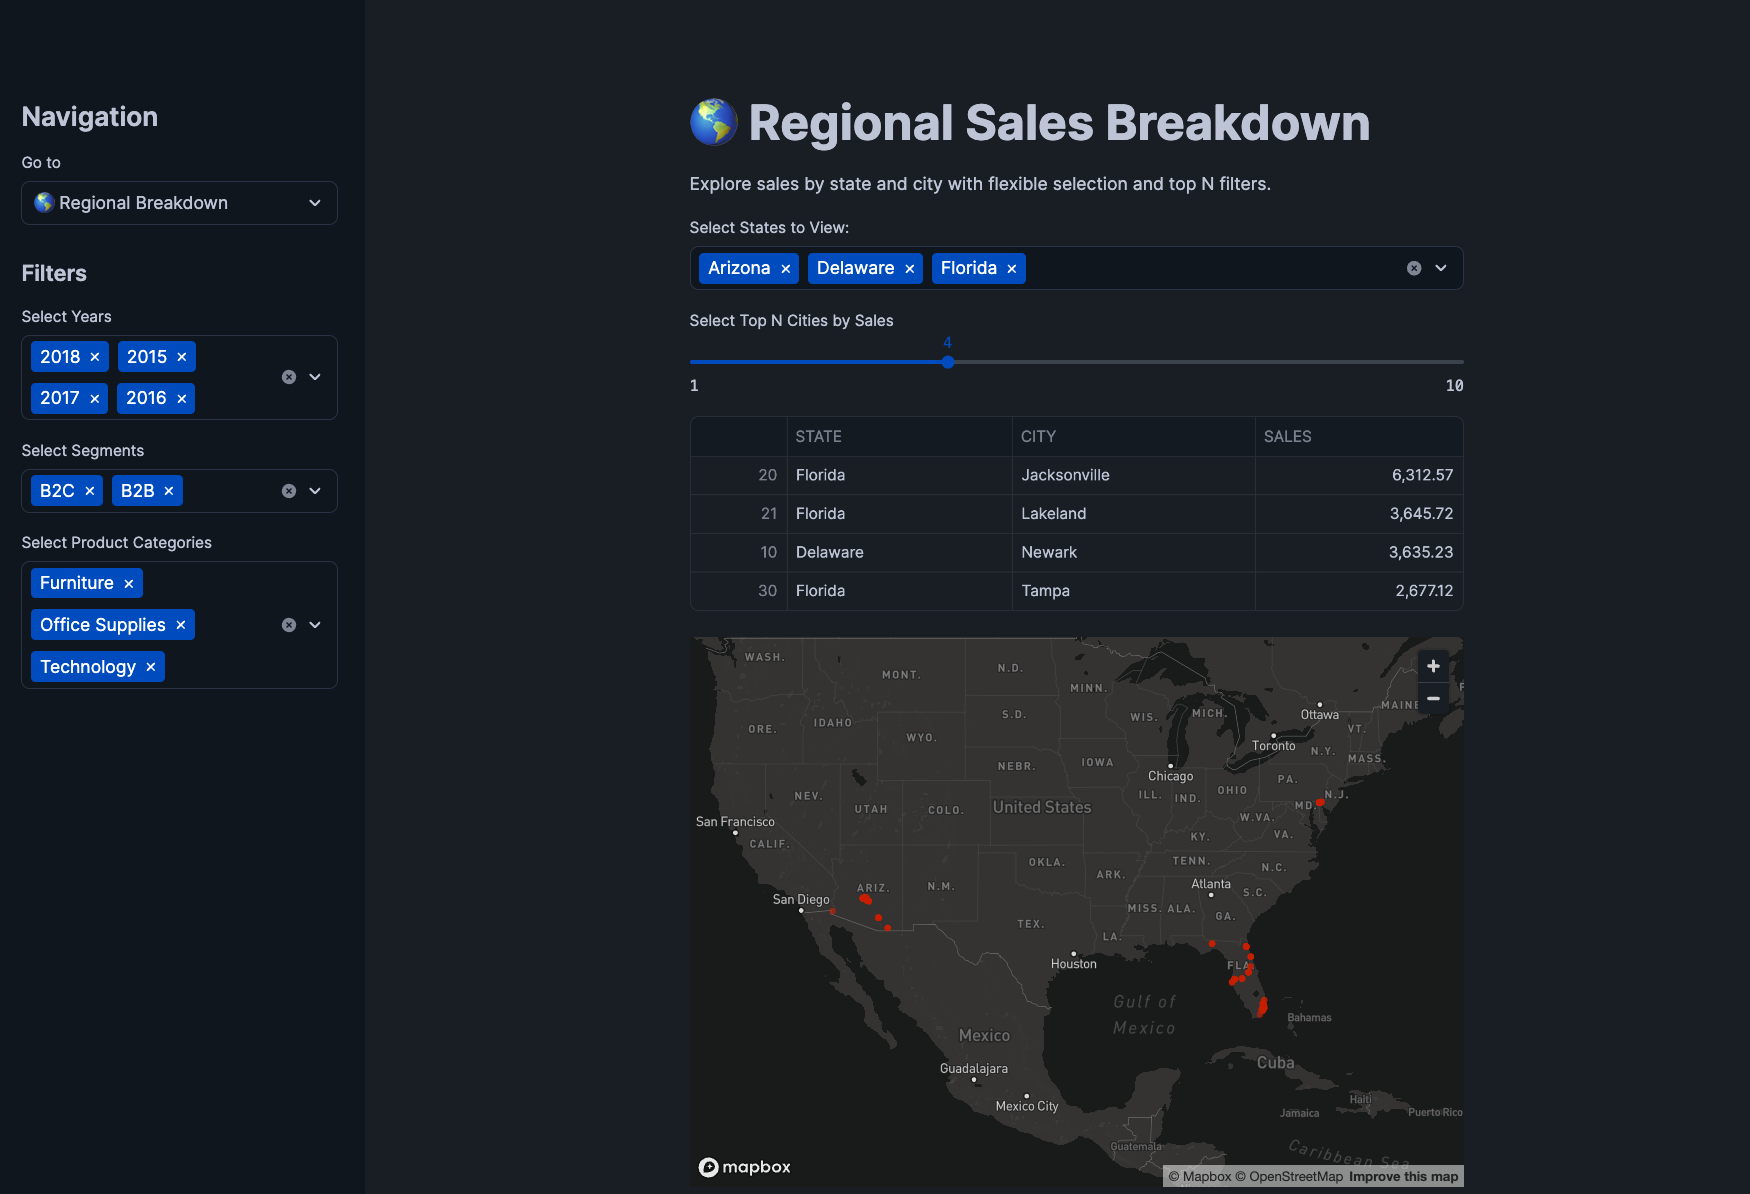 Navigation
Go to
Regional Breakdown
Filters
Select Years
2018 × 2015 ×
2017 × 2016 ×
Select Segments
B2C × B2B ×
Select Product Categories
Furniture ×
Office Supplies ×
Technology ×
Regional Sales Breakdown
Explore sales by state and city with flexible selection and top N filters.
Select States to View:
Arizona × Delaware × Florida ×
Select Top N Cities by Sales
4
1 10
STATE CITY SALES
20 Florida Jacksonville 6,312.57
21 Florida Lakeland 3,645.72
10 Delaware Newark 3,635.23
30 Florida Tampa 2,677.12
WASH.
MONT.
N.D.
MINN.
ORE.
IDAHO
WYO.
S.D.
WIS.
MICH.
Ottawa
MAINE
VT.
Toronto
N.Y.
MASS.
NEBR.
IOWA
Chicago
PA.
NEV.
UTAH
COLO.
United States
ILL.
IND.
OHIO
MD.
N.J.
San Francisco
CALIF.
W.VA.
VA.
KY.
OKLA.
TENN.
N.C.
ARIZ.
N.M.
ARK.
Atlanta
S.C.
San Diego
MISS.
ALA.
GA.
TEX.
LA.
Houston
FLA.
Gulf of
Mexico
Bahamas
Mexico
Cuba
Guadalajara
Mexico City
Haiti
Jamaica
Puerto Rico
Guatemala
Caribbean Sea
mapbox
© Mapbox © OpenStreetMap Improve this map